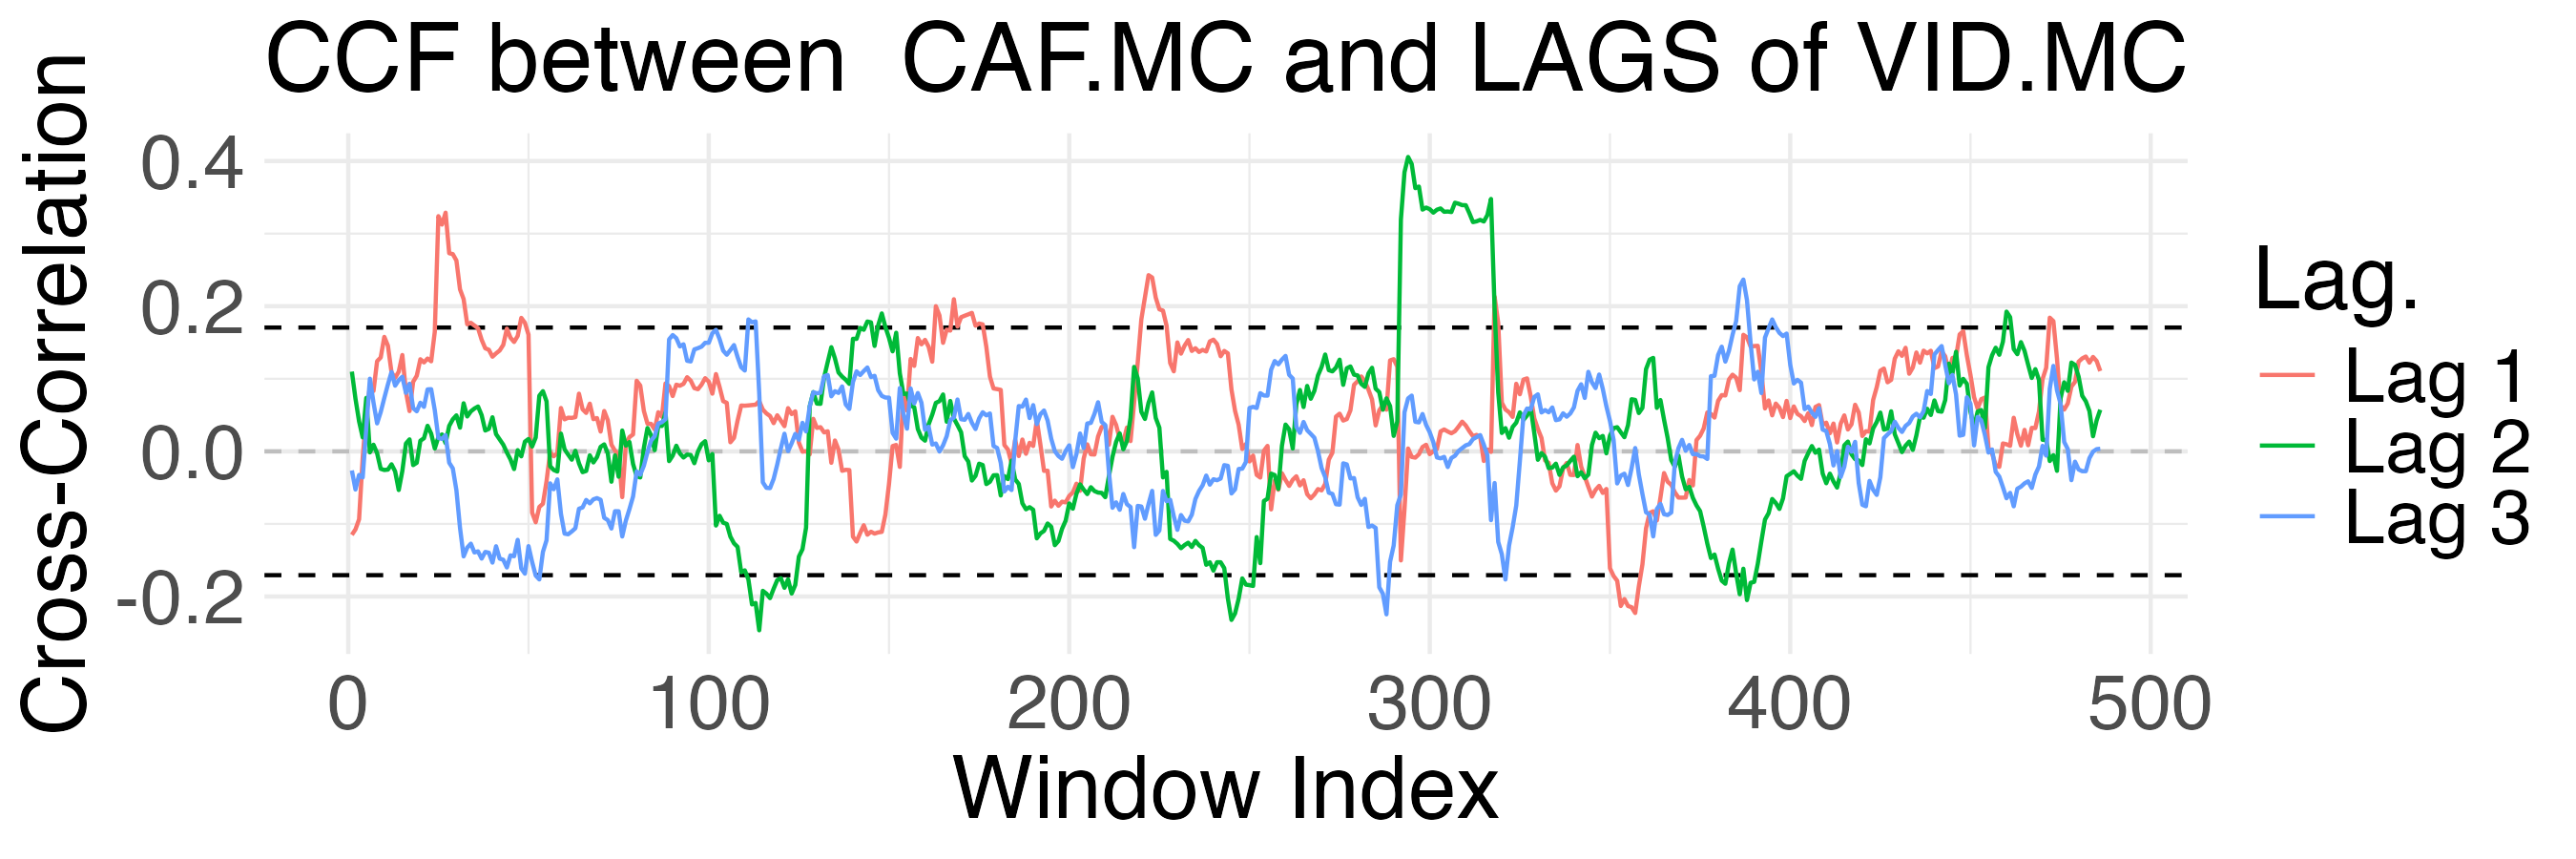 CCF between  CAF.MC and LAGS of VID.MC
Cross-Correlation
0.4
0.2
0.0
-0.2
0
100
200
300
400
500
Window Index
Lag.
Lag 1
Lag 2
Lag 3